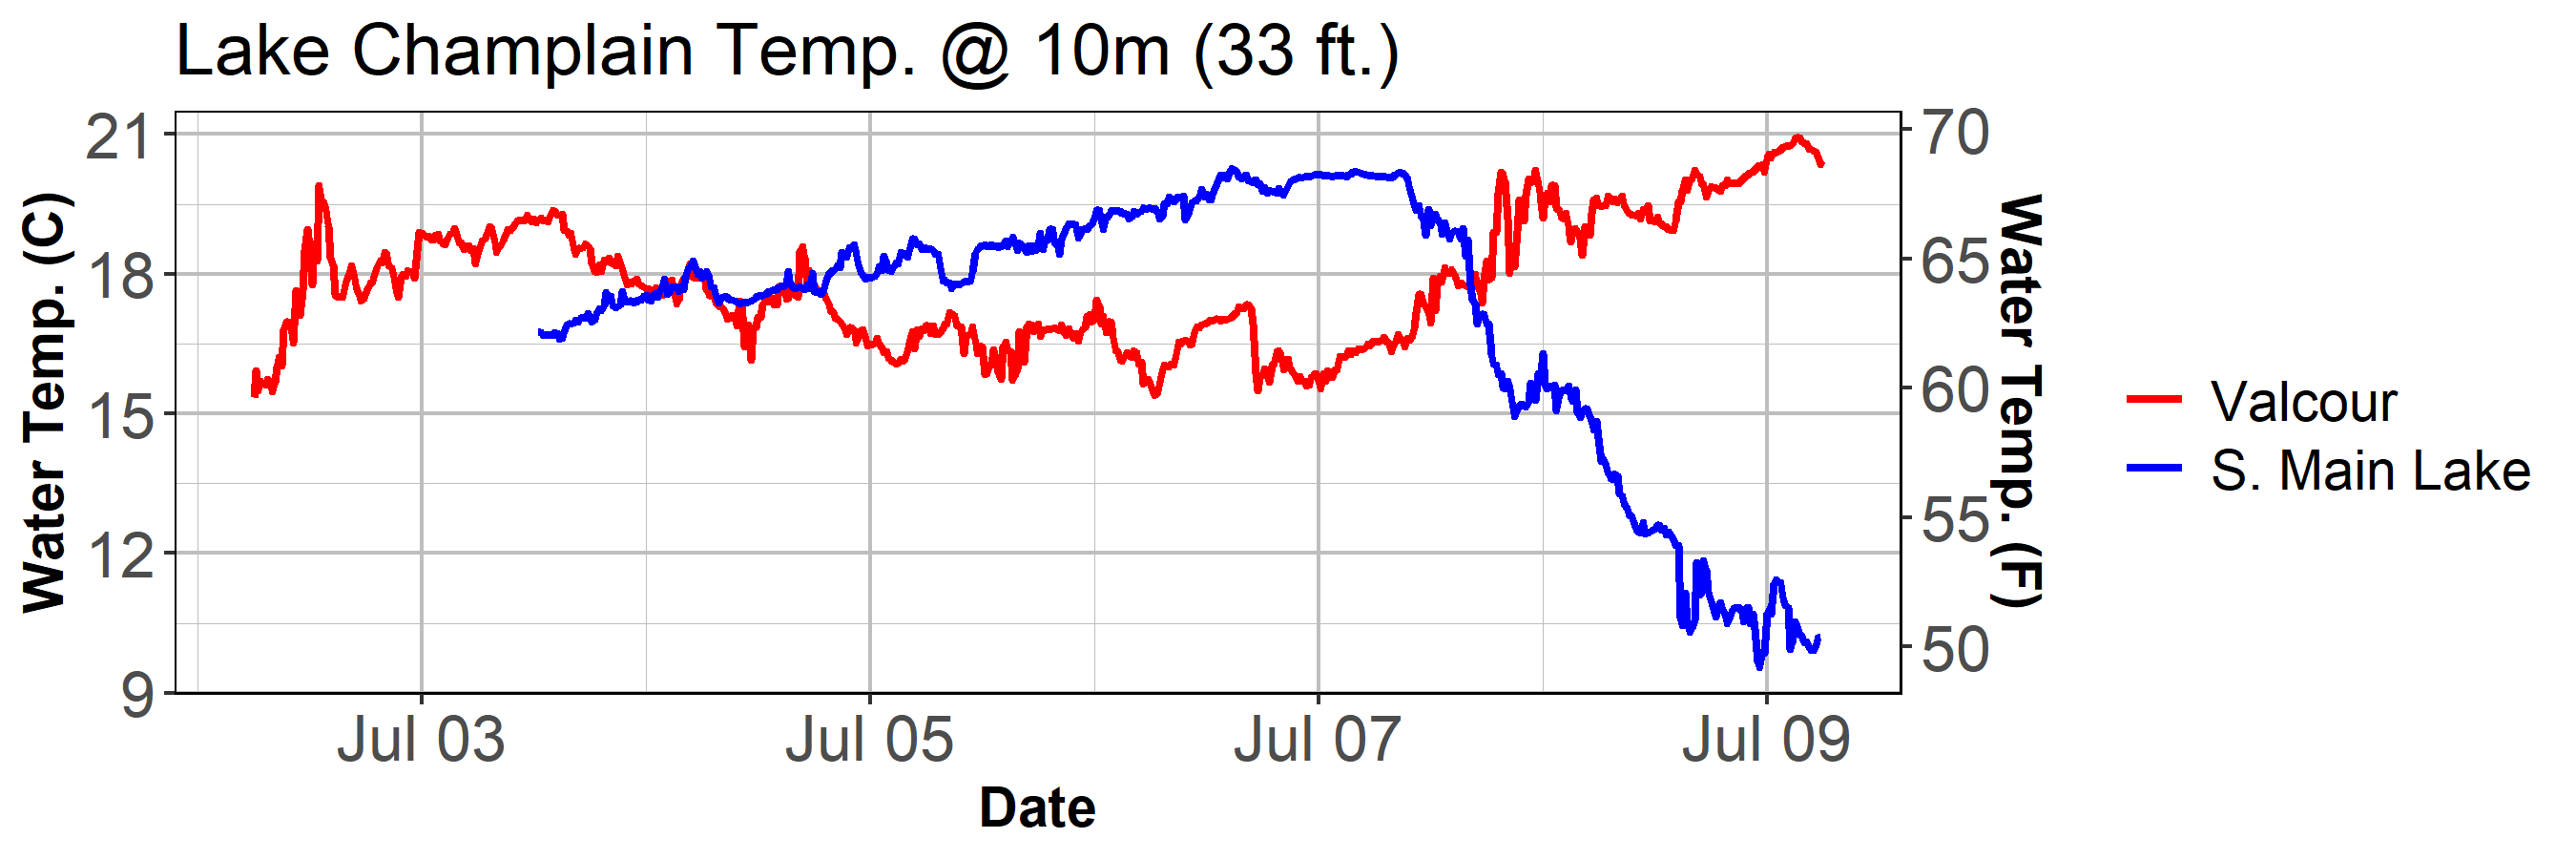 Lake Champlain Temp. @ 10m (33 ft.)
Water Temp. (C)
21
18
15
12
9
70
65
60
55
50
Water Temp. (F)
Jul 03
Jul 05
Jul 07
Jul 09
Date
Valcour
S. Main Lake